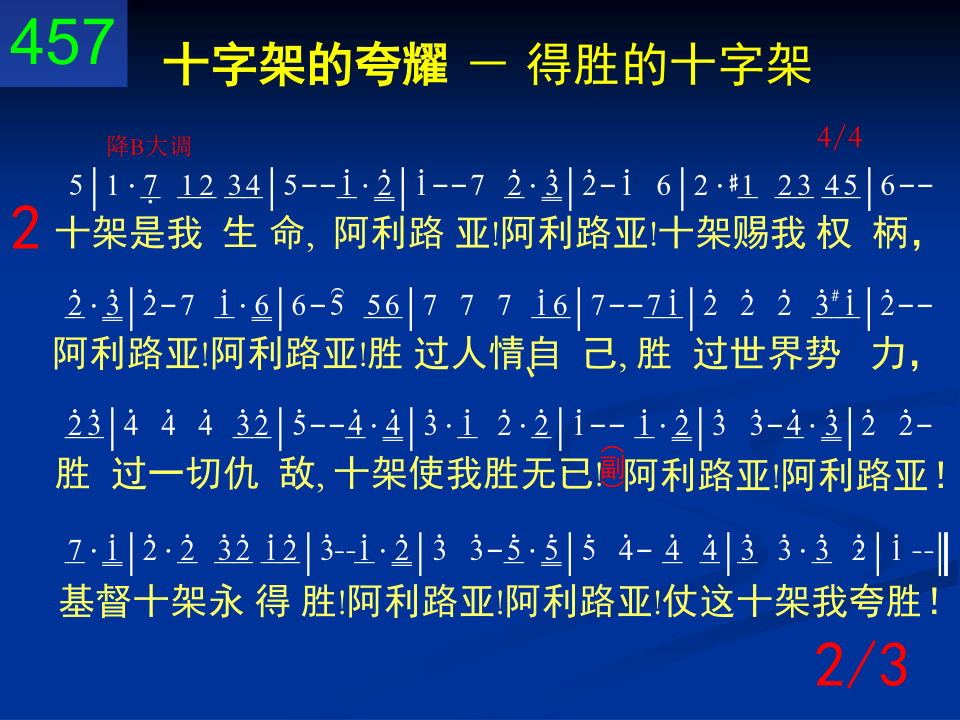 457
十字架的夸耀 － 得胜的十字架
降B大调 4/4
5|1·7̣ 12 34|5--i·2̇|i--7 2̇·3̇|2̇-i 6|2·#1 23 45|6--
2 十架是我 生 命, 阿利路 亚!阿利路亚!十架赐我 权 柄,
2̇·3̇|2̇-7 i·6|6-5 56|7 7 7 i6|7--7i|2̇ 2̇ 2̇ 3̇#i|2̇--
阿利路亚!阿利路亚!胜 过人情、自 己, 胜 过世界势 力,
2̇3̇|4̇ 4̇ 4̇ 3̇2̇|5̇--4̇·4̇|3̇·i 2̇·2̇|i-- i·2̇|3̇ 3̇-4̇·3̇|2̇ 2̇-
胜 过一切仇 敌, 十架使我胜无已!(副)阿利路亚!阿利路亚!
7·i|2̇·2̇ 3̇2̇ i2̇|3̇--i·2̇|3̇ 3̇-5̇·5̇|5̇ 4̇- 4̇ 4̇|3̇ 3̇·3̇ 2̇|i --‖
基督十架永 得 胜!阿利路亚!阿利路亚!仗这十架我夸胜!
2/3